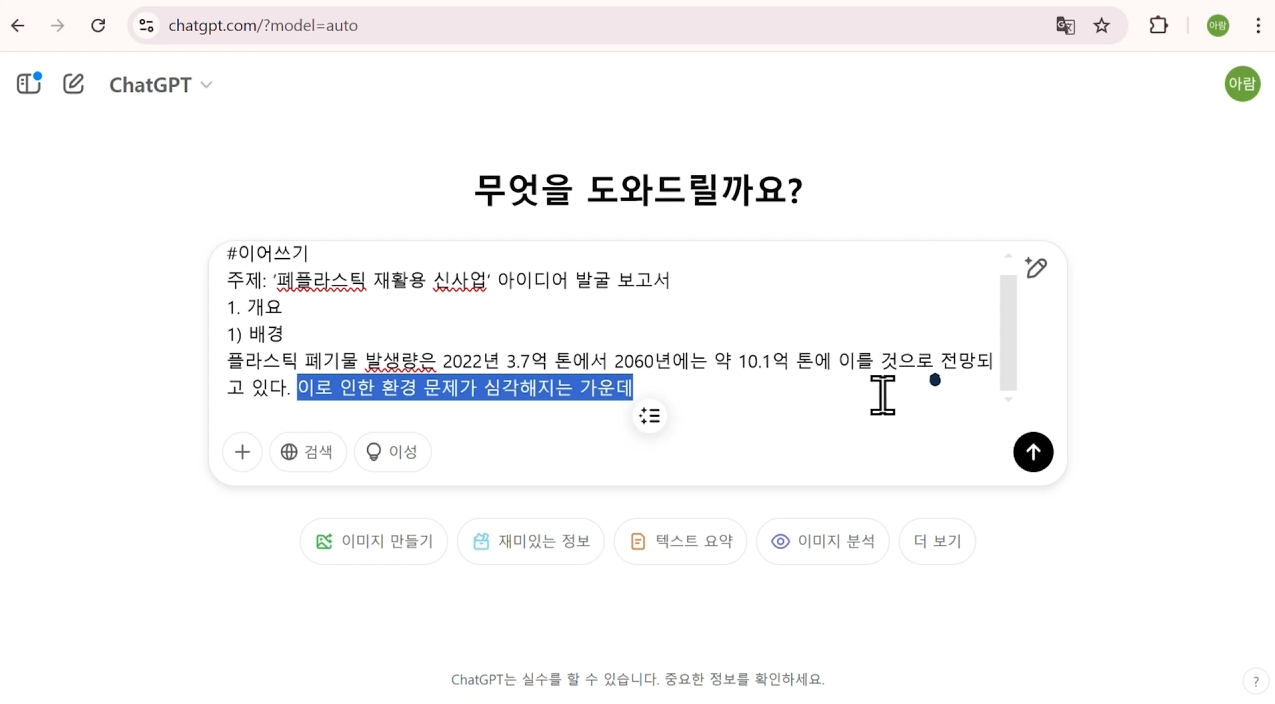 chatgpt.com/?model=auto
아람
ChatGPT
아람
무엇을 도와드릴까요?
#이어쓰기
주제: '폐플라스틱 재활용 신사업' 아이디어 발굴 보고서
1. 개요
1) 배경
플라스틱 폐기물 발생량은 2022년 3.7억 톤에서 2060년에는 약 10.1억 톤에 이를 것으로 전망되
고 있다. 이로 인한 환경 문제가 심각해지는 가운데
검색
이성
이미지 만들기
재미있는 정보
텍스트 요약
이미지 분석
더 보기
ChatGPT는 실수를 할 수 있습니다. 중요한 정보를 확인하세요.
?